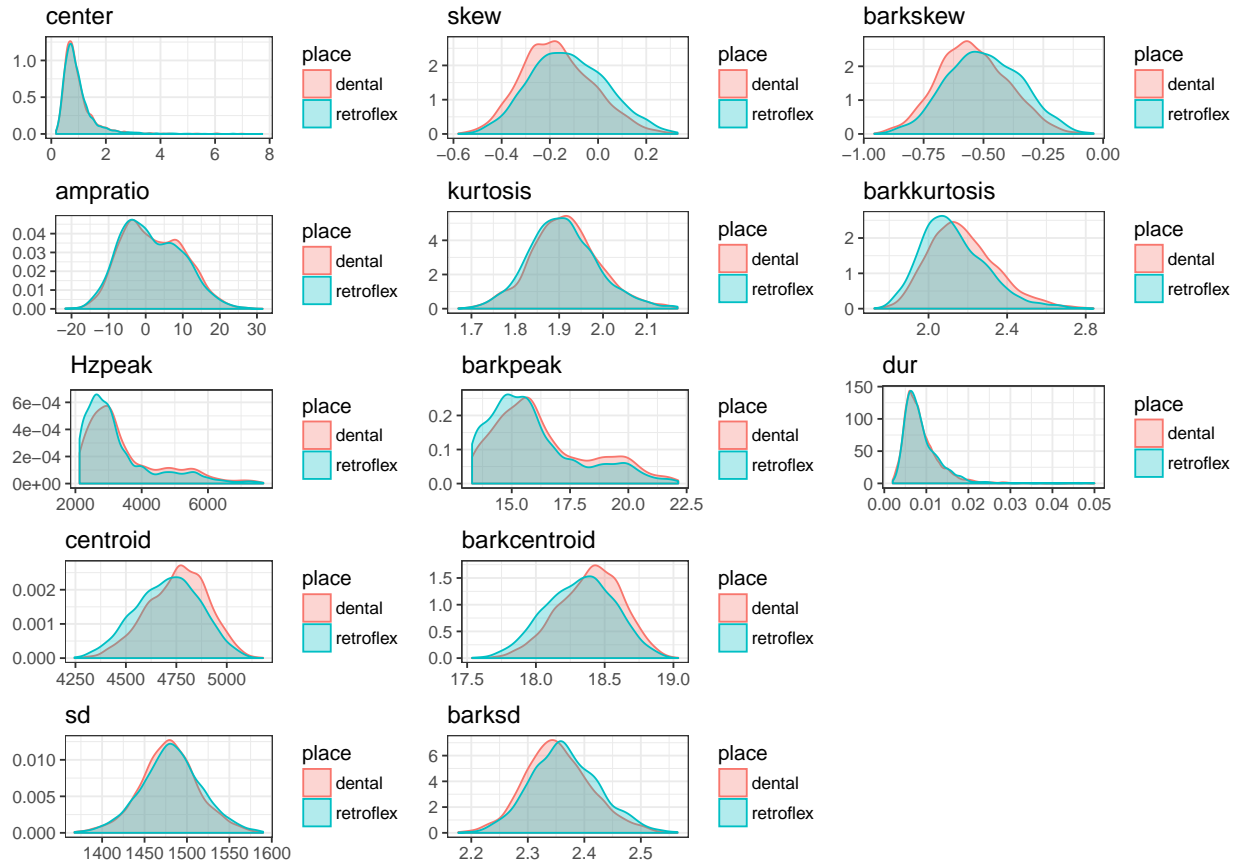 center
1.0
0.5
0.0
0 2 4 6 8
place
dental
retroflex
skew
2
1
0
−0.6 −0.4 −0.2 0.0 0.2
place
dental
retroflex
barkskew
2
1
0
−1.00 −0.75 −0.50 −0.25 0.00
place
dental
retroflex
ampratio
0.04
0.03
0.02
0.01
0.00
−20 −10 0 10 20 30
place
dental
retroflex
kurtosis
4
2
0
1.7 1.8 1.9 2.0 2.1
place
dental
retroflex
barkkurtosis
2
1
0
2.0 2.4 2.8
place
dental
retroflex
Hzpeak
6e−04
4e−04
2e−04
0e+00
2000 4000 6000
place
dental
retroflex
barkpeak
0.2
0.1
0.0
15.0 17.5 20.0 22.5
place
dental
retroflex
dur
150
100
50
0
0.00 0.01 0.02 0.03 0.04 0.05
place
dental
retroflex
centroid
0.002
0.001
0.000
4250 4500 4750 5000
place
dental
retroflex
barkcentroid
1.5
1.0
0.5
0.0
17.5 18.0 18.5 19.0
place
dental
retroflex
sd
0.010
0.005
0.000
1400 1450 1500 1550 1600
place
dental
retroflex
barksd
6
4
2
0
2.2 2.3 2.4 2.5
place
dental
retroflex